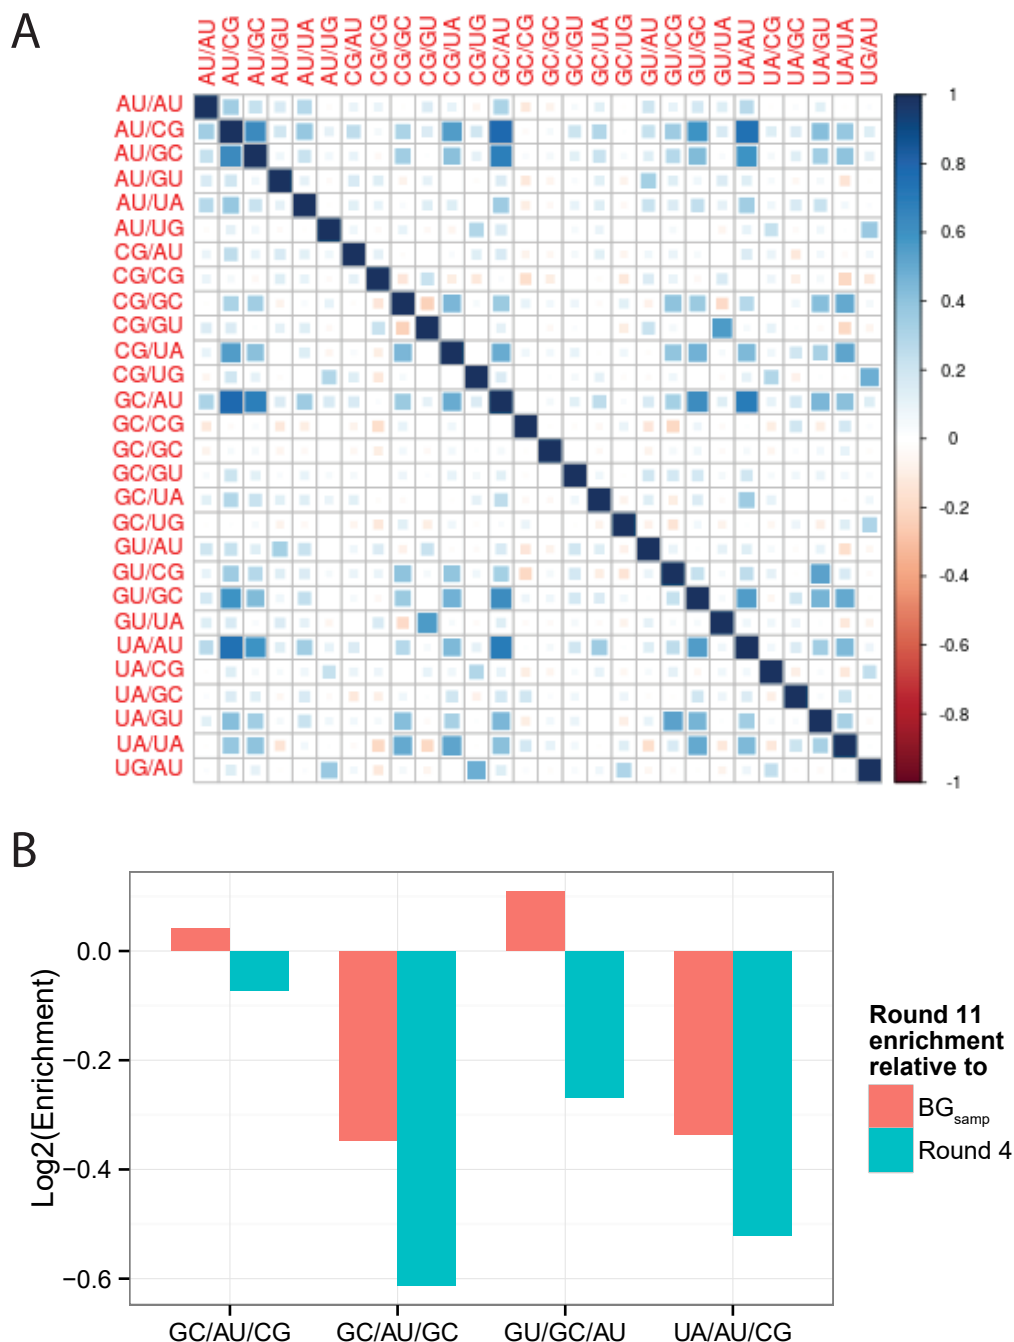 A
AU/AU AU/CG AU/GC AU/GU AU/UA AU/UG CG/AU CG/CG CG/GC CG/GU CG/UA CG/UG GC/AU GC/CG GC/GC GC/GU GC/UA GC/UG GU/AU GU/GC GU/UA UA/AU UA/CG UA/GC UA/GU UA/UA UG/AU
AU/AU
AU/CG
AU/GC
AU/GU
AU/UA
AU/UG
CG/AU
CG/CG
CG/GC
CG/GU
CG/UA
CG/UG
GC/AU
GC/CG
GC/GC
GC/GU
GC/UA
GC/UG
GU/AU
GU/CG
GU/GC
GU/UA
UA/AU
UA/CG
UA/GC
UA/GU
UA/UA
UG/AU
1
0.8
0.6
0.4
0.2
0
-0.2
-0.4
-0.6
-0.8
-1
B
Log2(Enrichment)
0.0
−0.2
−0.4
−0.6
GC/AU/CG GC/AU/GC GU/GC/AU UA/AU/CG
Round 11
enrichment
relative to
BGsamp
Round 4